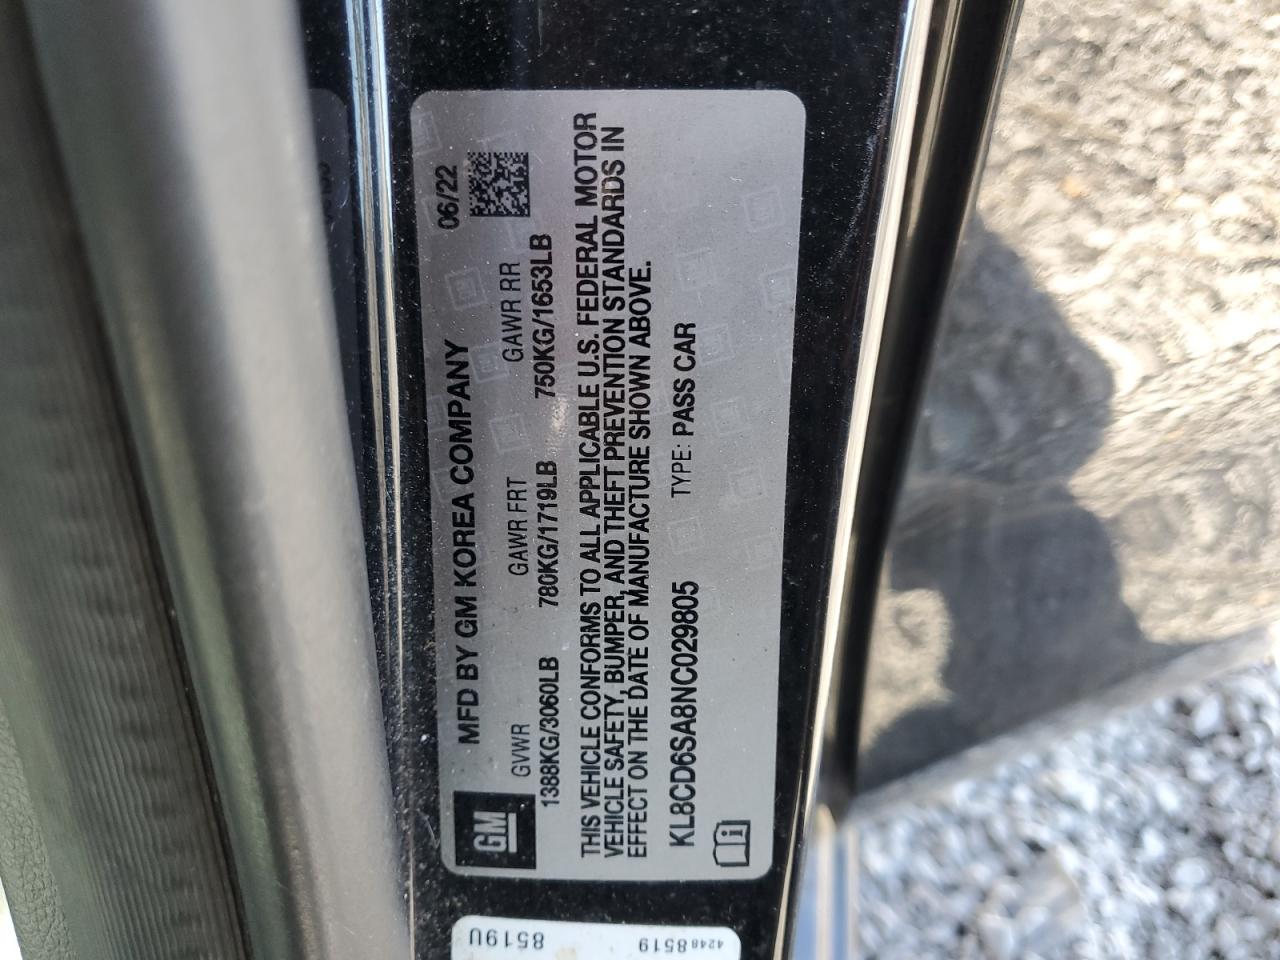 GM
MFD BY GM KOREA COMPANY 06/22
GVWR GAWR FRT GAWR RR
1388KG/3060LB 780KG/1719LB 750KG/1653LB
THIS VEHICLE CONFORMS TO ALL APPLICABLE U.S. FEDERAL MOTOR
VEHICLE SAFETY, BUMPER, AND THEFT PREVENTION STANDARDS IN
EFFECT ON THE DATE OF MANUFACTURE SHOWN ABOVE.
KL8CD6SA8NC029805 TYPE: PASS CAR
i
8519U
4248 8519